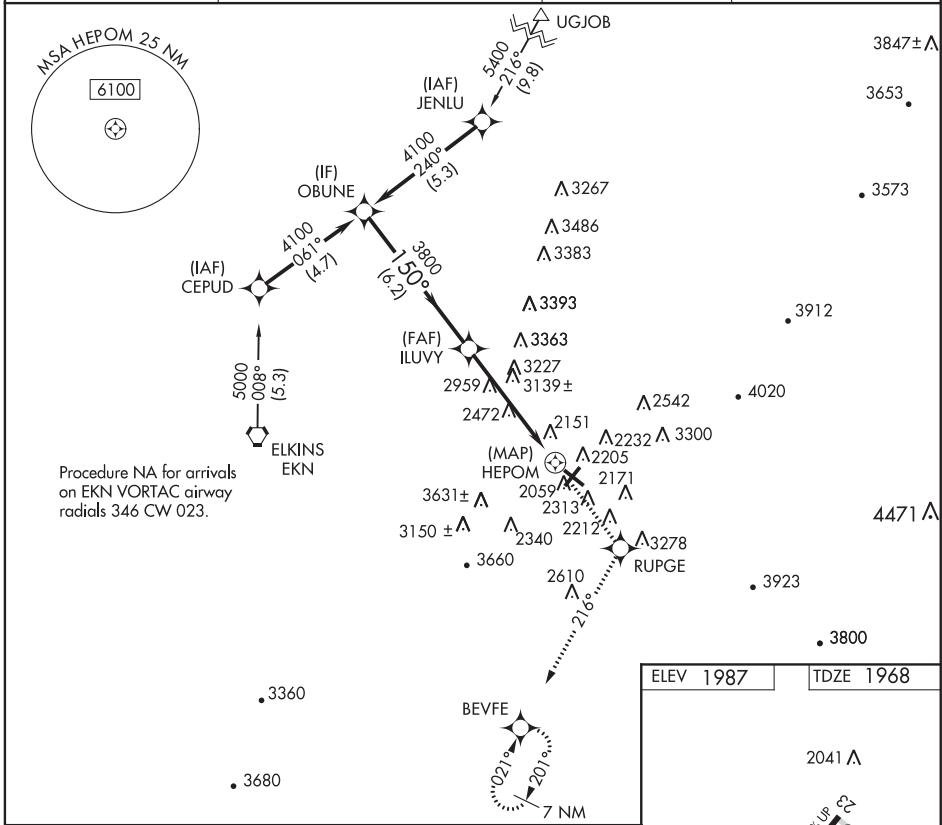 MSA HEPOM 25 NM
6100
UGJOB
5400
216°
(9.8)
3847±
3653
(IAF)
JENLU
4100
240°
(5.3)
(IF)
OBUNE
3267
3573
3486
3383
4100
061°
(4.7)
3800
150°
(6.2)
(IAF)
CEPUD
3393
3912
(FAF)
ILUVY
3363
3227
2959
3139±
5000
008°
(5.3)
4020
2472
2542
2151
ELKINS
EKN
2232
3300
(MAP)
HEPOM
2205
Procedure NA for arrivals
on EKN VORTAC airway
radials 346 CW 023.
2059
2171
3631±
2313
4471
3150 ±
2340
2212
3278
3660
RUPGE
2610
3923
216°
3800
ELEV 1987
TDZE 1968
3360
BEVFE
2041
3680
021°
201°
7 NM
23
UP